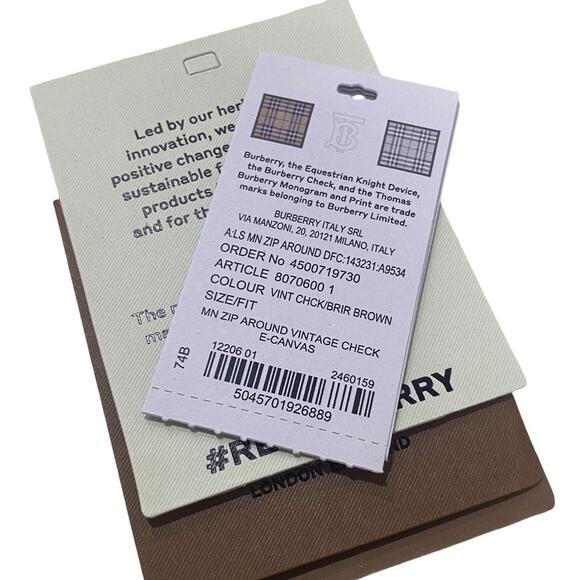 Led by our
innovation, we
positive change
sustainable
products
and for
The
#RE RRY
LONDON
Burberry, the Equestrian Knight Device,
the Burberry Check, and the Thomas
Burberry Monogram and Print are trade
marks belonging to Burberry Limited.
BURBERRY ITALY SRL
VIA MANZONI, 20, 20121 MILANO, ITALY
A:LS MN ZIP AROUND DFC:143231:A9534
ORDER No 4500719730
ARTICLE 8070600 1
COLOUR VINT CHCK/BRIR BROWN
SIZE/FIT
MN ZIP AROUND VINTAGE CHECK
E-CANVAS
74B
12206 01 2460159
5045701926889